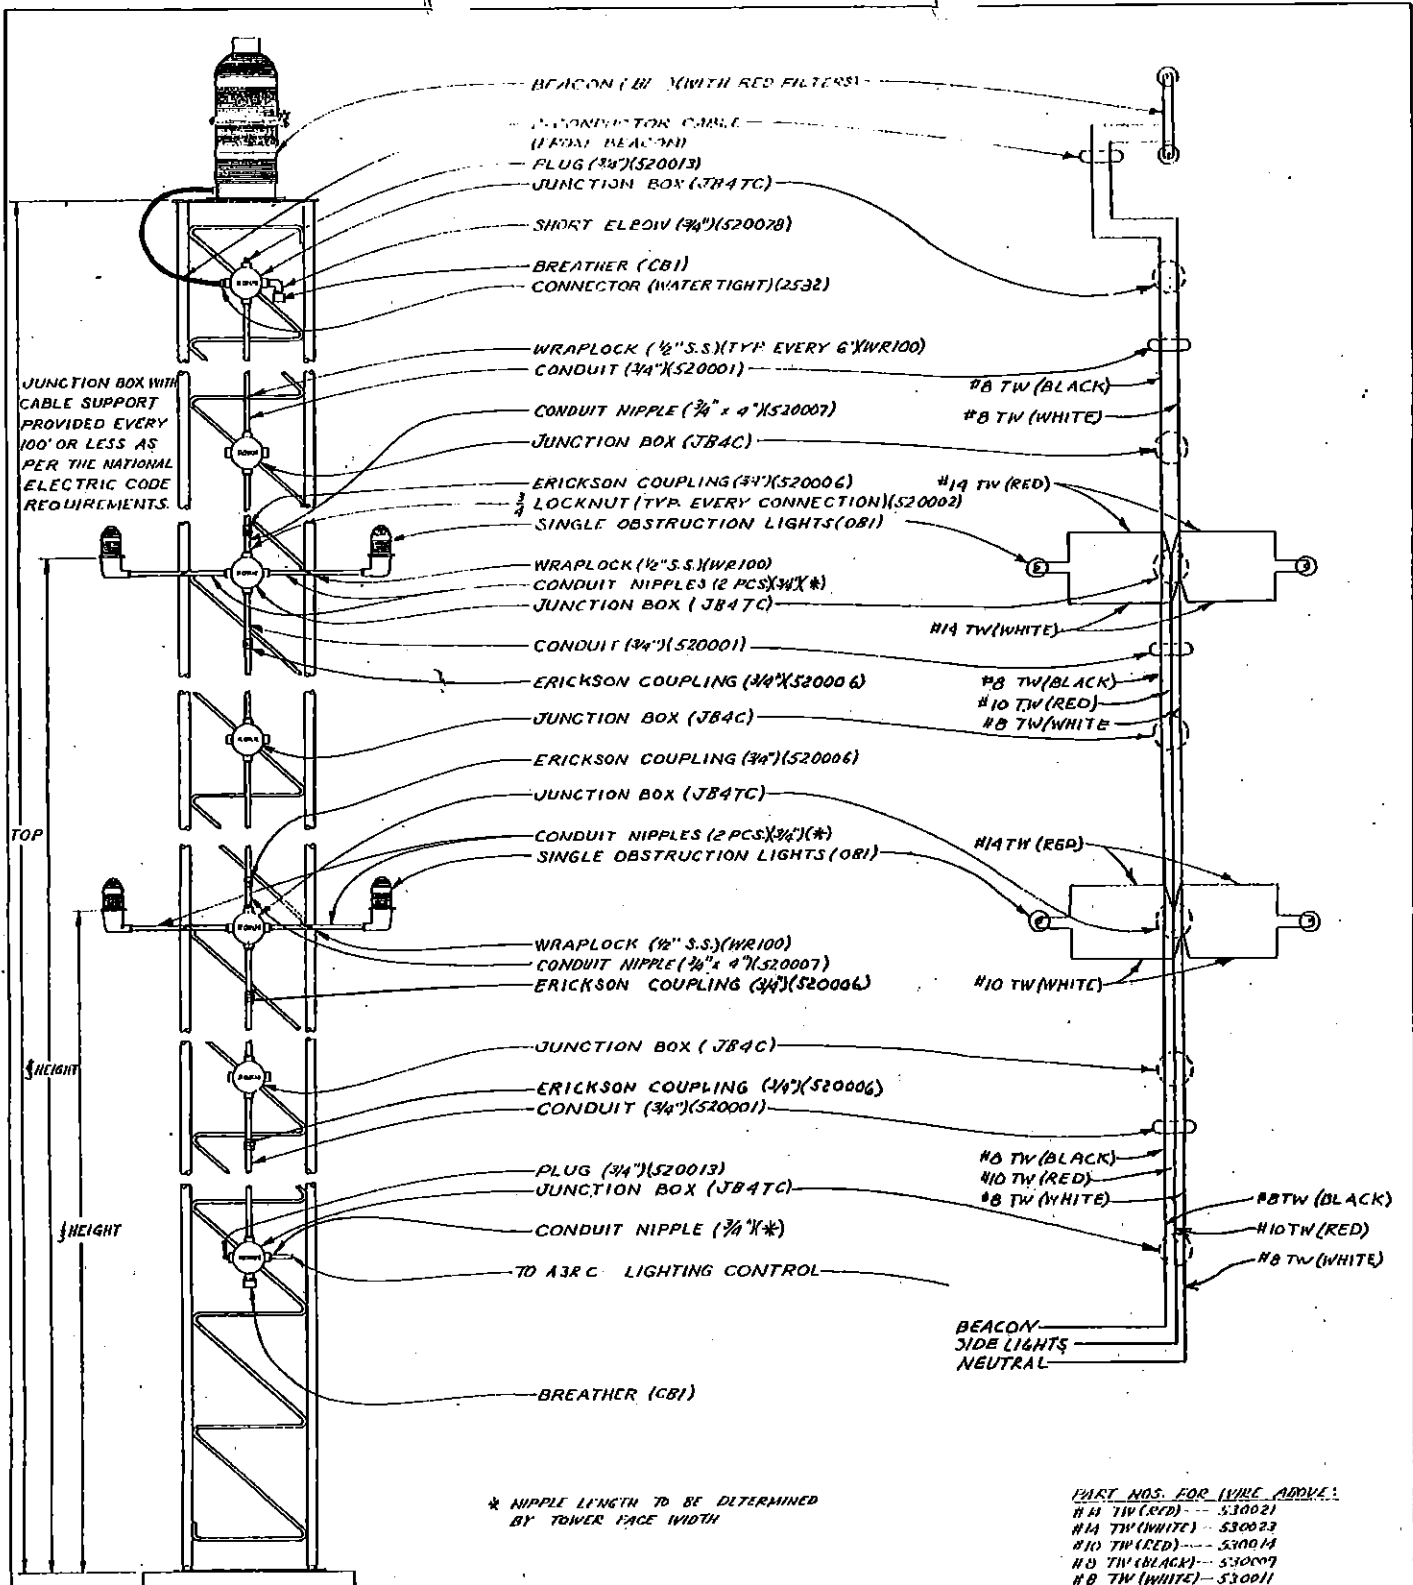 BEACON (B1 )(WITH RED FILTERS)
2-CONDUCTOR CABLE
(FROM BEACON)
PLUG (3/4")(520013)
JUNCTION BOX (JB4TC)
SHORT ELBOW (3/4")(520028)
BREATHER (CB1)
CONNECTOR (WATER TIGHT)(2532)
WRAPLOCK (1/2" S.S.)(TYP. EVERY 6')(WR100)
CONDUIT (3/4")(520001)
CONDUIT NIPPLE (3/4" x 4")(520007)
JUNCTION BOX (JB4C)
ERICKSON COUPLING (3/4")(520006)
3/4 LOCKNUT (TYP. EVERY CONNECTION)(520002)
SINGLE OBSTRUCTION LIGHTS (OB1)
WRAPLOCK (1/2" S.S.)(WR100)
CONDUIT NIPPLES (2 PCS)(3/4")(*)
JUNCTION BOX (JB4TC)
CONDUIT (3/4")(520001)
ERICKSON COUPLING (3/4")(520006)
JUNCTION BOX (JB4C)
ERICKSON COUPLING (3/4")(520006)
JUNCTION BOX (JB4TC)
CONDUIT NIPPLES (2 PCS)(3/4")(*)
SINGLE OBSTRUCTION LIGHTS (OB1)
WRAPLOCK (1/2" S.S.)(WR100)
CONDUIT NIPPLE (3/4" x 4")(520007)
ERICKSON COUPLING (3/4")(520006)
JUNCTION BOX (JB4C)
ERICKSON COUPLING (3/4")(520006)
CONDUIT (3/4")(520001)
PLUG (3/4")(520013)
JUNCTION BOX (JB4TC)
CONDUIT NIPPLE (3/4")(*)
TO A3RC LIGHTING CONTROL
BREATHER (CB1)
JUNCTION BOX WITH
CABLE SUPPORT
PROVIDED EVERY
100' OR LESS AS
PER THE NATIONAL
ELECTRIC CODE
REQUIREMENTS.
TOP
HEIGHT
HEIGHT
#8 TW (BLACK)
#8 TW (WHITE)
#14 TW (RED)
#14 TW (WHITE)
#8 TW (BLACK)
#10 TW (RED)
#8 TW (WHITE
#14 TW (RED)
#10 TW (WHITE)
#8 TW (BLACK)
#10 TW (RED)
#8 TW (WHITE)
#8 TW (BLACK)
#10 TW (RED)
#8 TW (WHITE)
BEACON
SIDE LIGHTS
NEUTRAL
* NIPPLE LENGTH TO BE DETERMINED
BY TOWER FACE WIDTH
PART NOS. FOR WIRE ABOVE:
#14 TW (RED) --- 530021
#14 TW (WHITE) -- 530023
#10 TW (RED) --- 530014
#8 TW (BLACK) -- 530009
#8 TW (WHITE) -- 530011